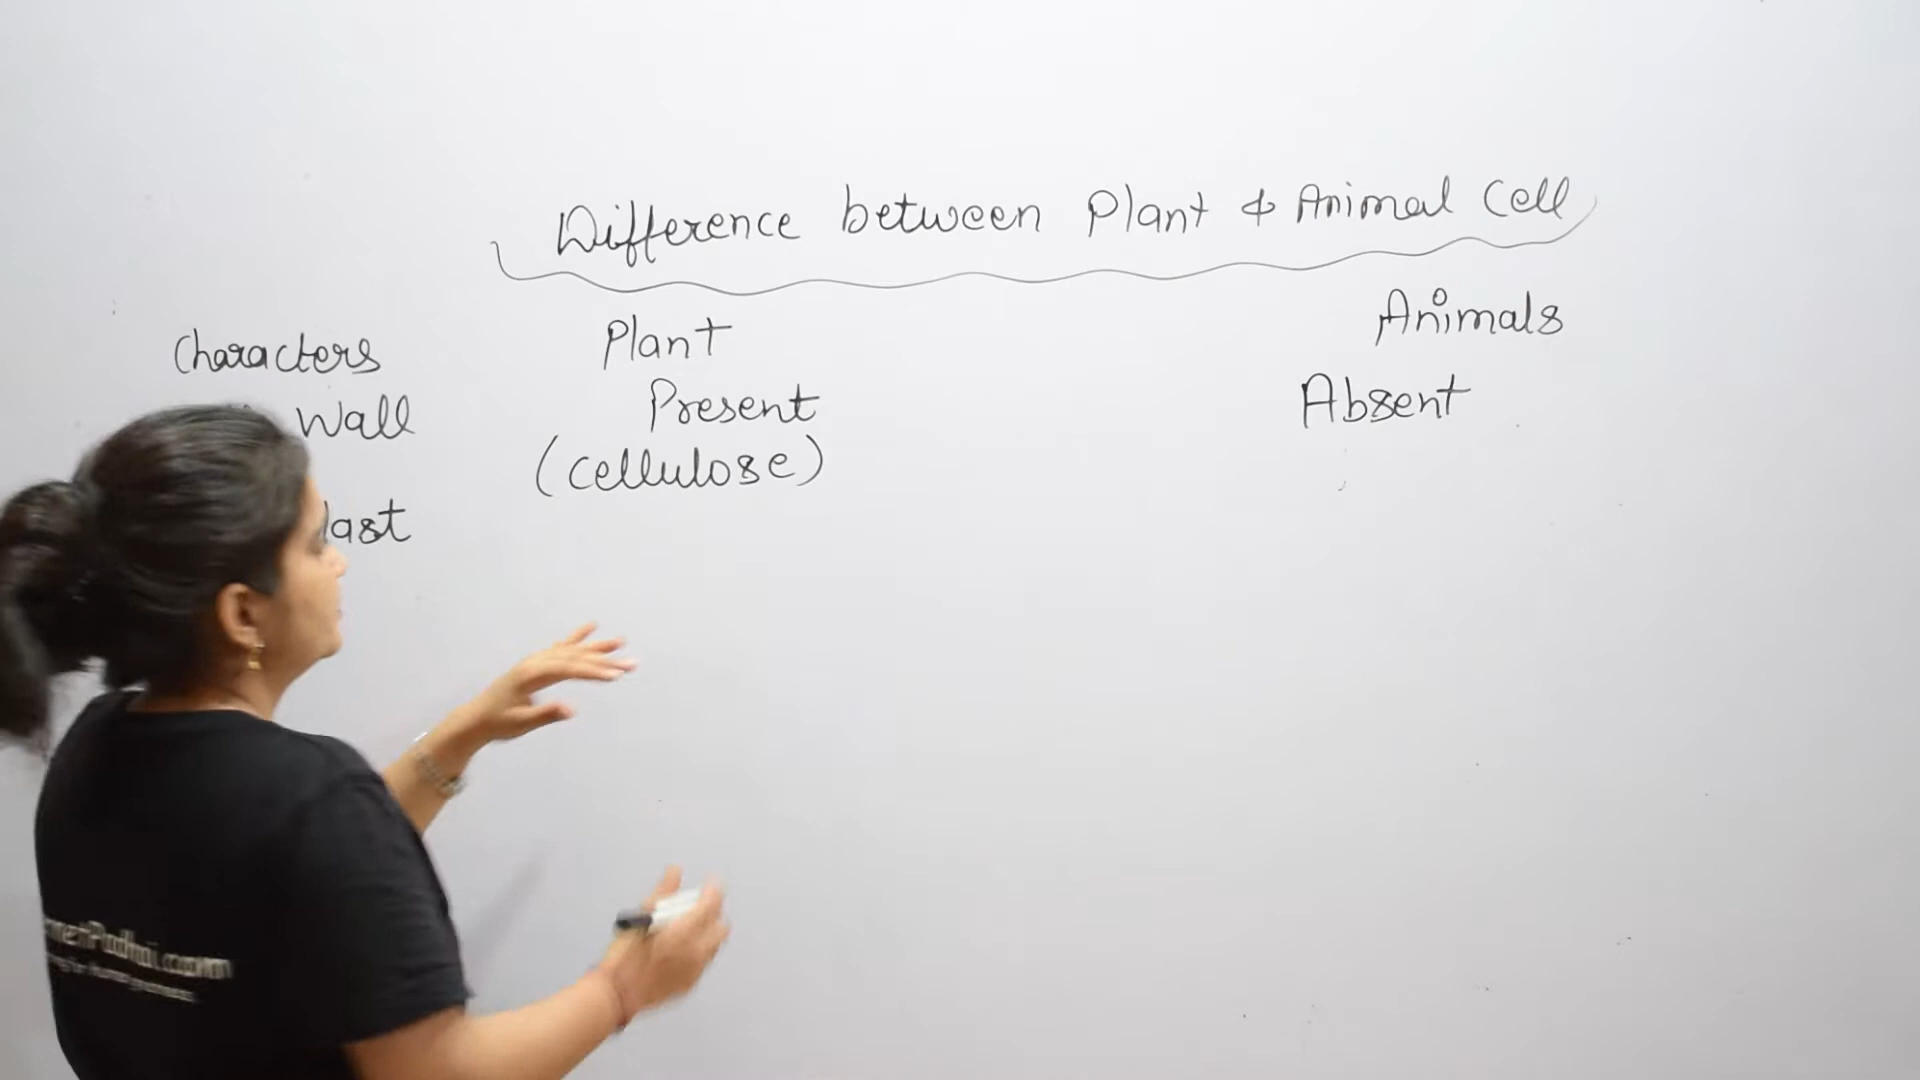 Difference between Plant & Animal Cell
Characters Plant Animals
Wall Present Absent
(cellulose)
last